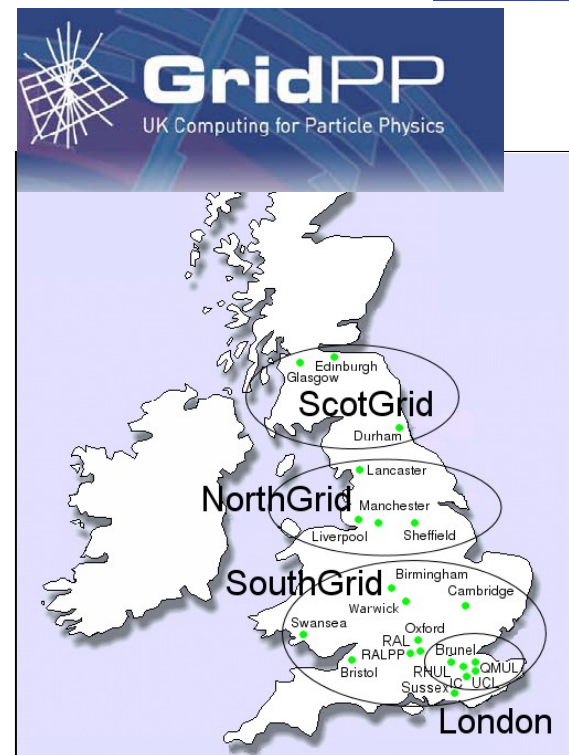 GridPP
UK Computing for Particle Physics
Edinburgh
Glasgow
ScotGrid
Durham
Lancaster
NorthGrid
Manchester
Liverpool
Sheffield
SouthGrid
Birmingham
Cambridge
Warwick
Swansea
Oxford
RAL
Brunel
RALPP
QMUL
RHUL
IC
UCL
Bristol
Sussex
London